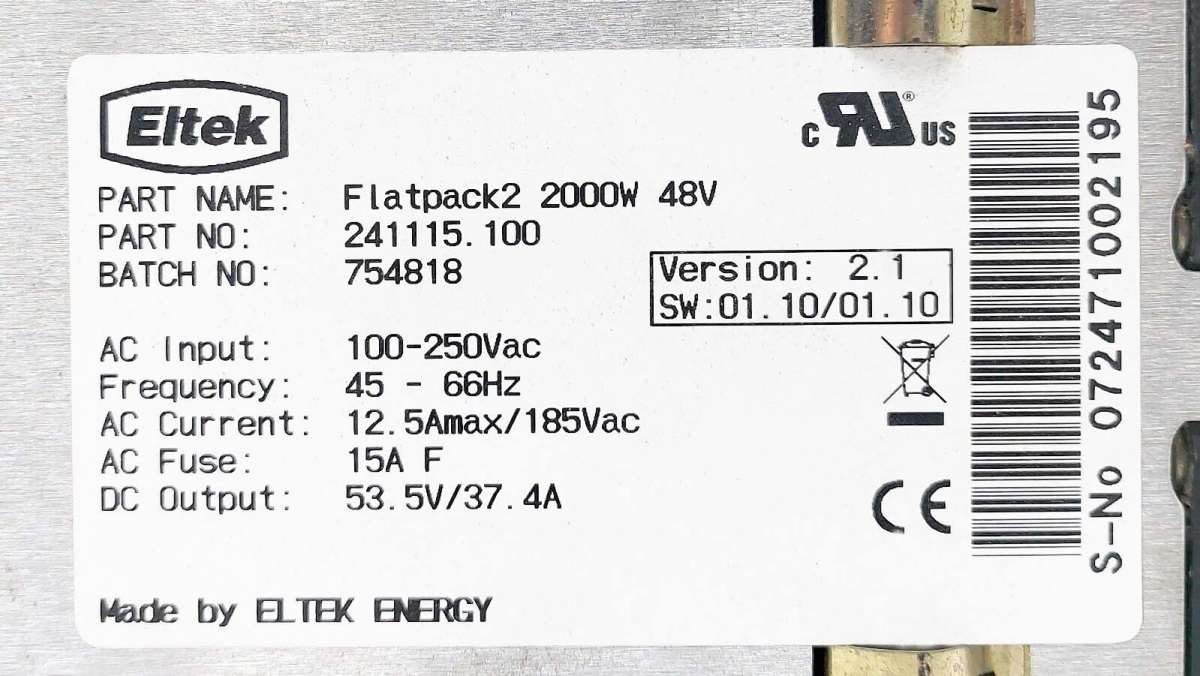 Eltek
c RU ® US
PART NAME: Flatpack2 2000W 48V
PART NO: 241115.100
BATCH NO: 754818
Version: 2.1
SW:01.10/01.10
AC Input: 100-250Vac
Frequency: 45 - 66Hz
AC Current: 12.5Amax/185Vac
AC Fuse: 15A F
DC Output: 53.5V/37.4A
CE
Made by ELTEK ENERGY
S-No 072471002195